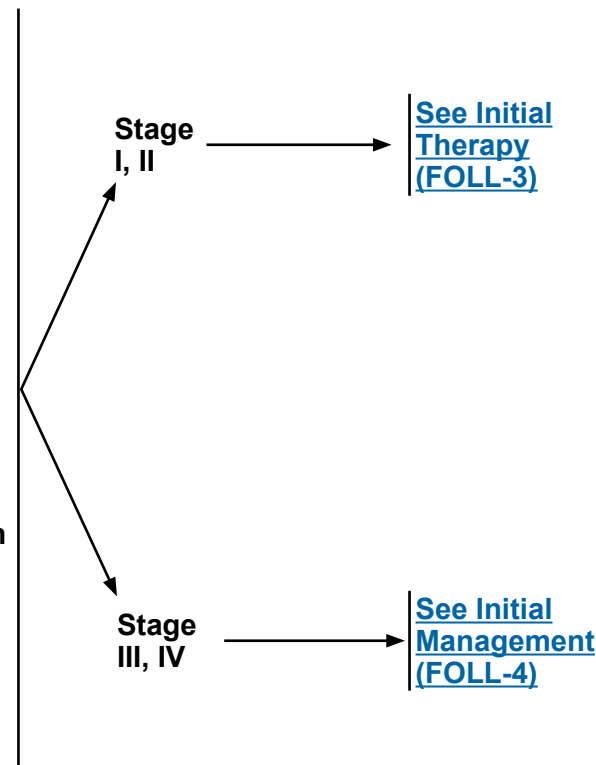 Stage
I, II
See Initial
Therapy
(FOLL-3)
n
Stage
III, IV
See Initial
Management
(FOLL-4)